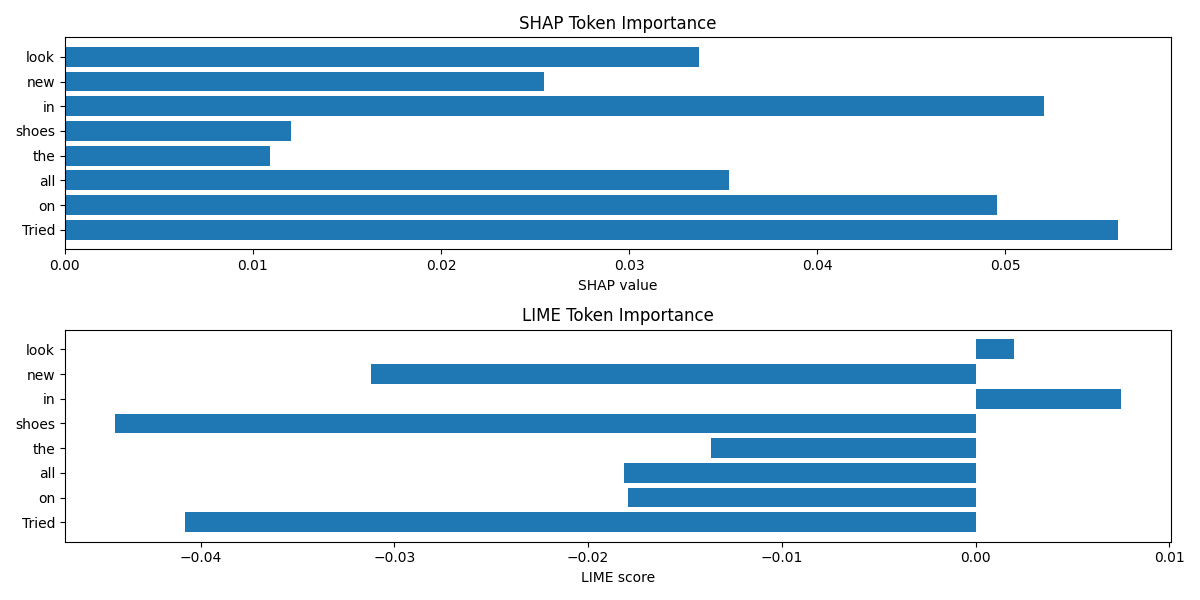 SHAP Token Importance
look
new
in
shoes
the
all
on
Tried
0.00 0.01 0.02 0.03 0.04 0.05
SHAP value
LIME Token Importance
look
new
in
shoes
the
all
on
Tried
−0.04 −0.03 −0.02 −0.01 0.00 0.01
LIME score